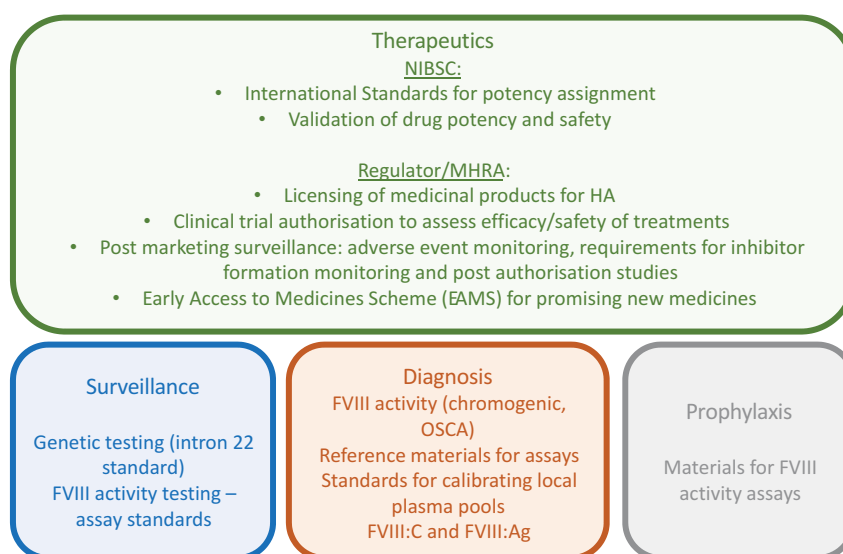 Therapeutics
NIBSC:
• International Standards for potency assignment
• Validation of drug potency and safety
Regulator/MHRA:
• Licensing of medicinal products for HA
• Clinical trial authorisation to assess efficacy/safety of treatments
• Post marketing surveillance: adverse event monitoring, requirements for inhibitor
formation monitoring and post authorisation studies
• Early Access to Medicines Scheme (EAMS) for promising new medicines
Surveillance
Genetic testing (intron 22
standard)
FVIII activity testing –
assay standards
Diagnosis
FVIII activity (chromogenic,
OSCA)
Reference materials for assays
Standards for calibrating local
plasma pools
FVIII:C and FVIII:Ag
Prophylaxis
Materials for FVIII
activity assays